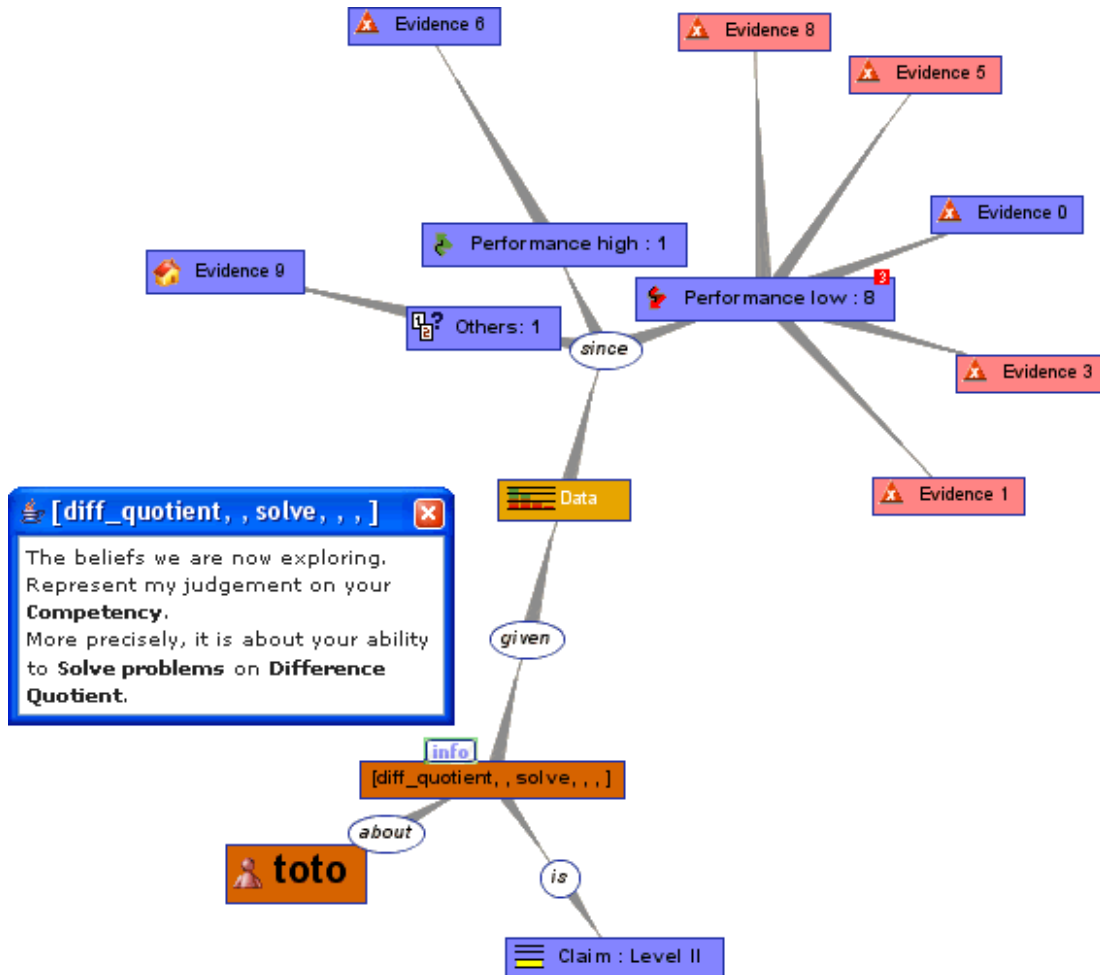 Evidence 6
Evidence 8
Evidence 5
Evidence 0
Performance high : 1
Evidence 9
3
Performance low : 8
Others: 1
since
Evidence 3
Evidence 1
Data
[diff_quotient, , solve, , , ]
The beliefs we are now exploring.
Represent my judgement on your
Competency.
More precisely, it is about your ability
to Solve problems on Difference
Quotient.
given
info
[diff_quotient, , solve, , , ]
about
toto
is
Claim : Level II